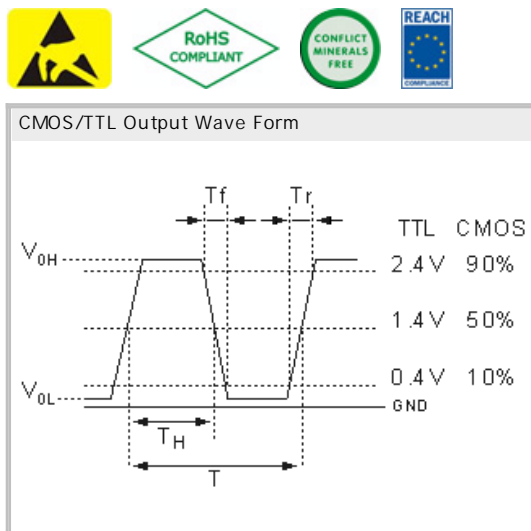 RoHS
COMPLIANT
CONFLICT
MINERALS
FREE
REACH
COMPLIANCE
CMOS/TTL Output Wave Form
Tf Tr
TTL CMOS
V0H 2.4V 90%
1.4V 50%
V0L 0.4V 10%
GND
TH
T